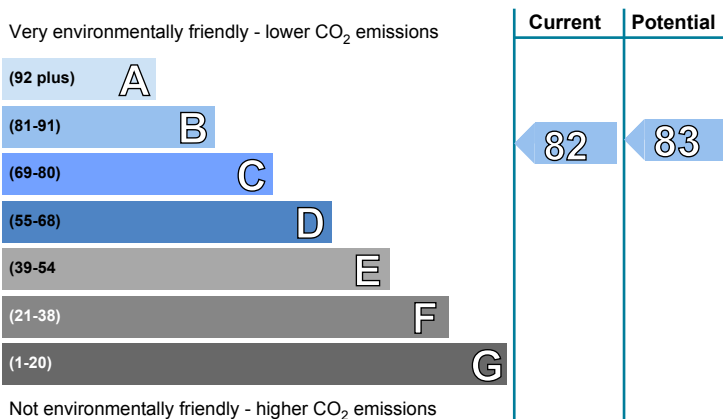 Very environmentally friendly - lower CO2 emissions
Current
Potential
(92 plus) A
(81-91) B
(69-80) C
(55-68) D
(39-54 E
(21-38) F
(1-20) G
82
83
Not environmentally friendly - higher CO2 emissions